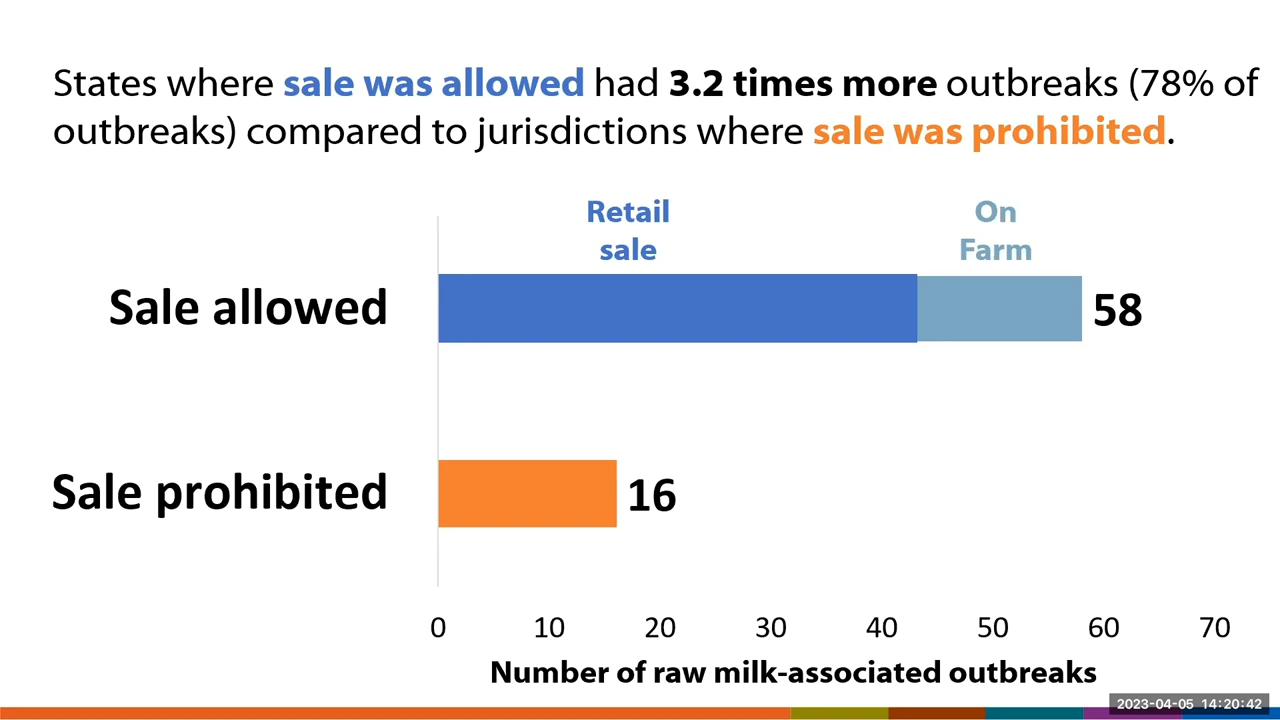 States where sale was allowed had 3.2 times more outbreaks (78% of
outbreaks) compared to jurisdictions where sale was prohibited.
Retail
sale
On
Farm
Sale allowed
58
Sale prohibited
16
0 10 20 30 40 50 60 70
Number of raw milk-associated outbreaks
2023-04-05 14:20:42